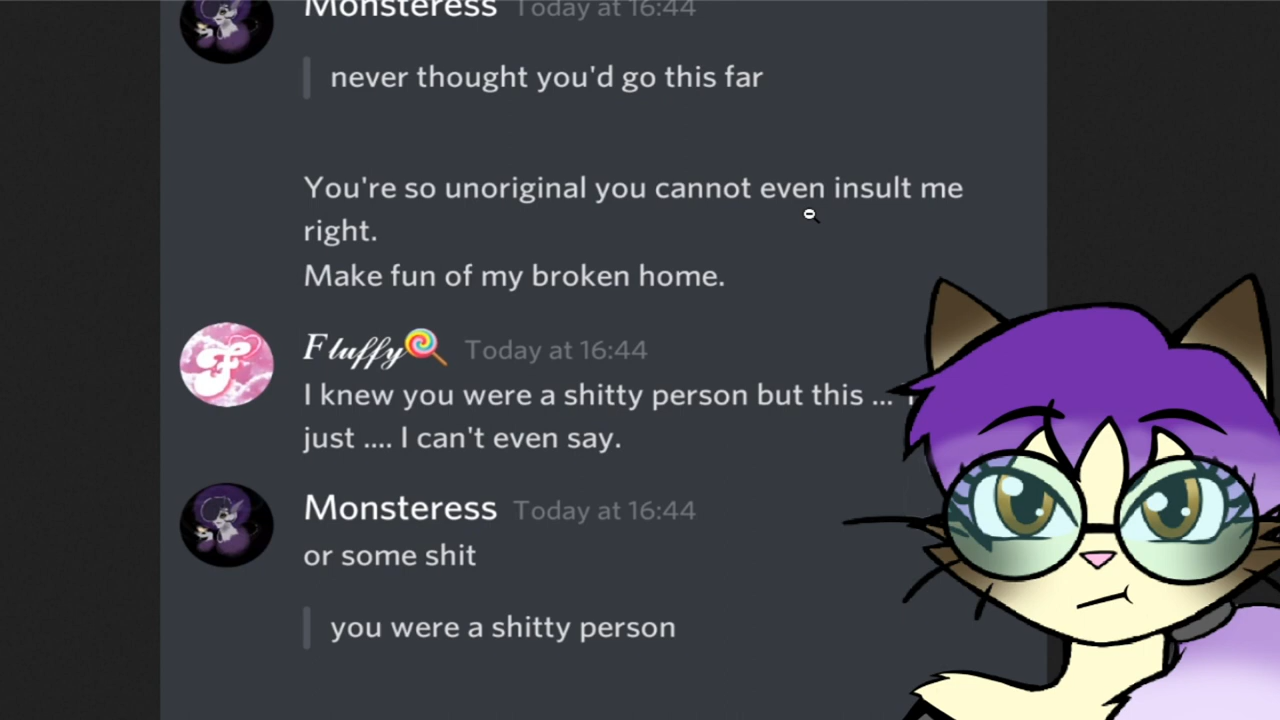 Monsteress Today at 16:44
never thought you'd go this far
You're so unoriginal you cannot even insult me
right.
Make fun of my broken home.
Fluffy🍭 Today at 16:44
I knew you were a shitty person but this ...
just .... I can't even say.
Monsteress Today at 16:44
or some shit
you were a shitty person